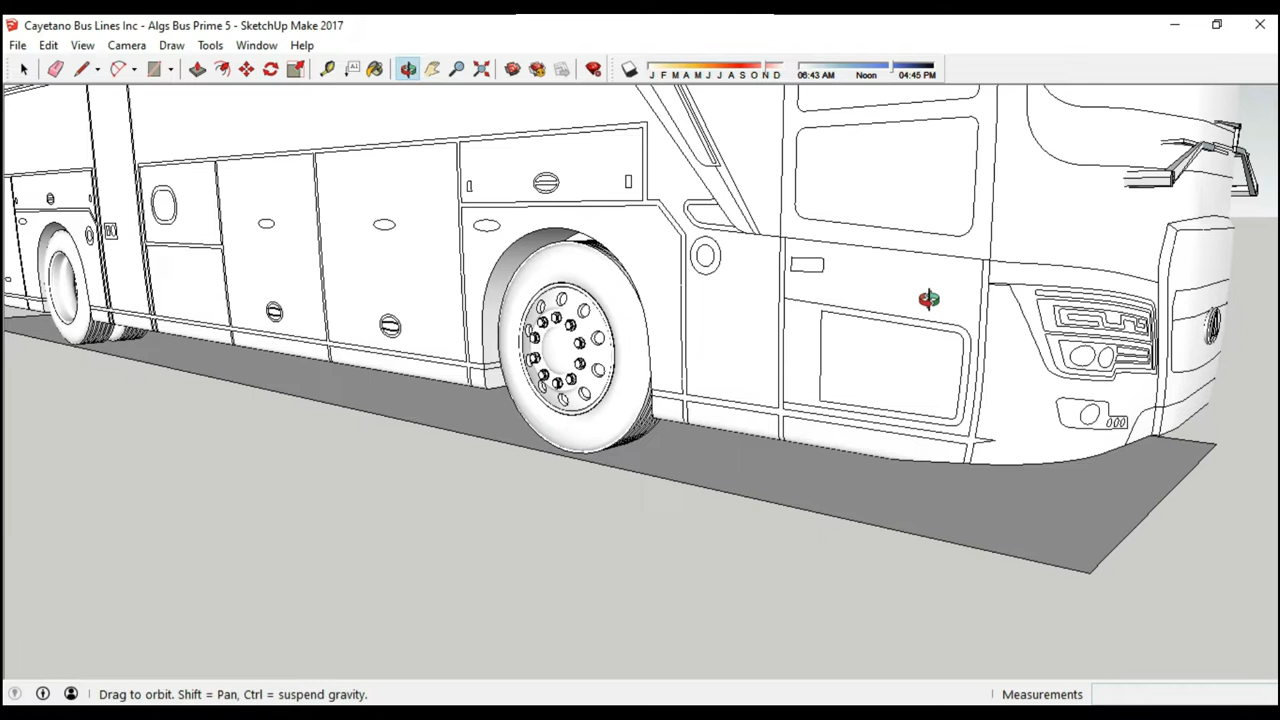 Cayetano Bus Lines Inc - Algs Bus Prime 5 - SketchUp Make 2017
File Edit View Camera Draw Tools Window Help
J F M A M J J A S O N D 06:43 AM Noon 04:45 PM
Drag to orbit. Shift = Pan, Ctrl = suspend gravity. Measurements